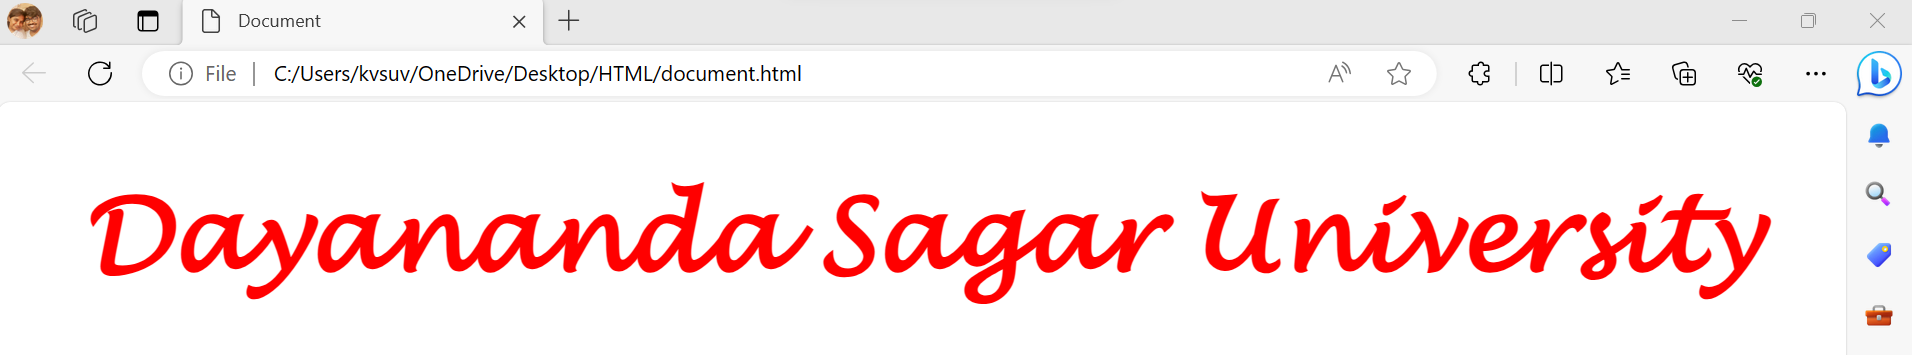 Document
File C:/Users/kvsuv/OneDrive/Desktop/HTML/document.html
Dayananda Sagar University